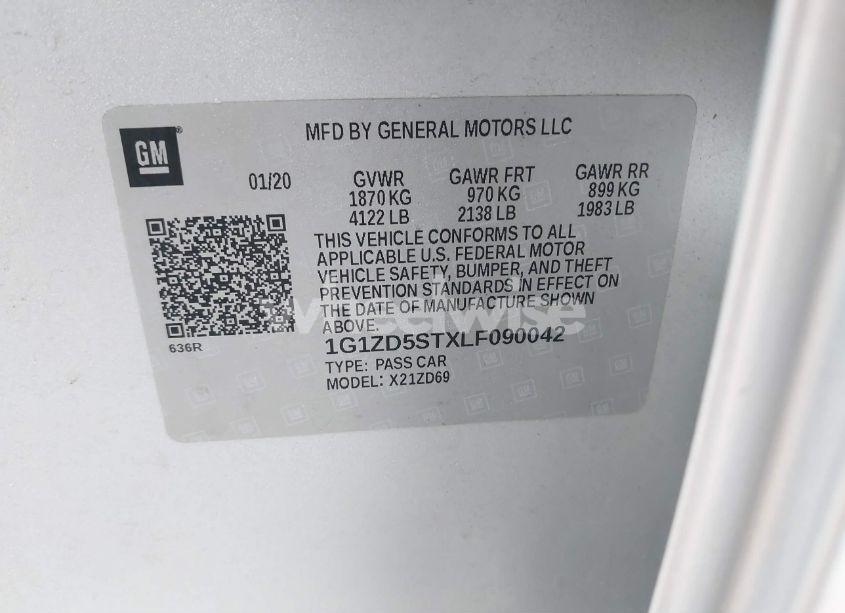 GM®
MFD BY GENERAL MOTORS LLC
01/20
GVWR GAWR FRT GAWR RR
1870 KG 970 KG 899 KG
4122 LB 2138 LB 1983 LB
THIS VEHICLE CONFORMS TO ALL
APPLICABLE U.S. FEDERAL MOTOR
VEHICLE SAFETY, BUMPER, AND THEFT
PREVENTION STANDARDS IN EFFECT ON
THE DATE OF MANUFACTURE SHOWN
ABOVE.
636R
1G1ZD5STXLF090042
TYPE: PASS CAR
MODEL: X21ZD69